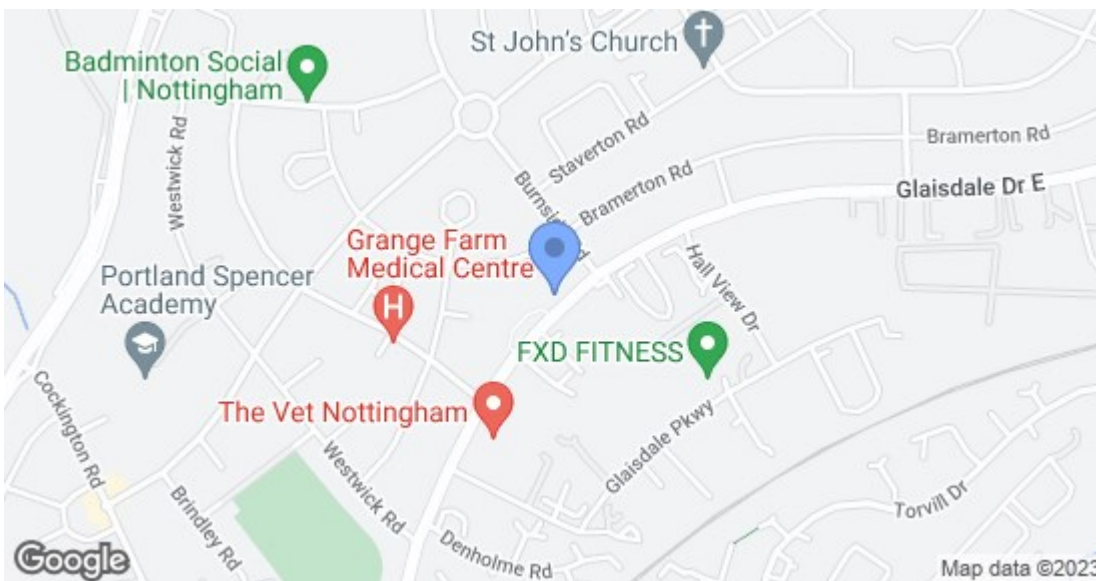 St John's Church
Badminton Social
| Nottingham
Westwick Rd
Staverton Rd
Bramerton Rd
Bramerton Rd
Glaisdale Dr E
Grange Farm
Medical Centre
H
Hall View Dr
Portland Spencer
Academy
FXD FITNESS
Cockington Rd
The Vet Nottingham
Glaisdale Pkwy
Westwick Rd
Brindley Rd
Torvill Dr
Denholme Rd
Google
Map data ©2023